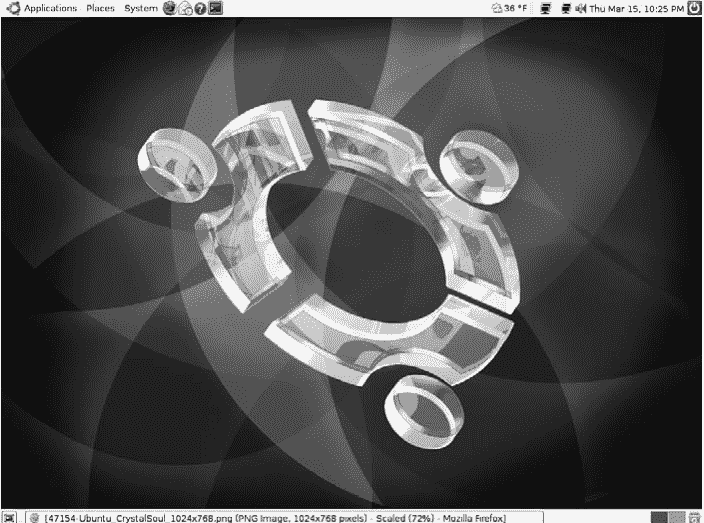 Applications Places System 36 °F Thu Mar 15, 10:25 PM
[47154-Ubuntu_CrystalSoul_1024x768.png (PNG Image, 1024x768 pixels) - Scaled (72%) - Mozilla Firefox]